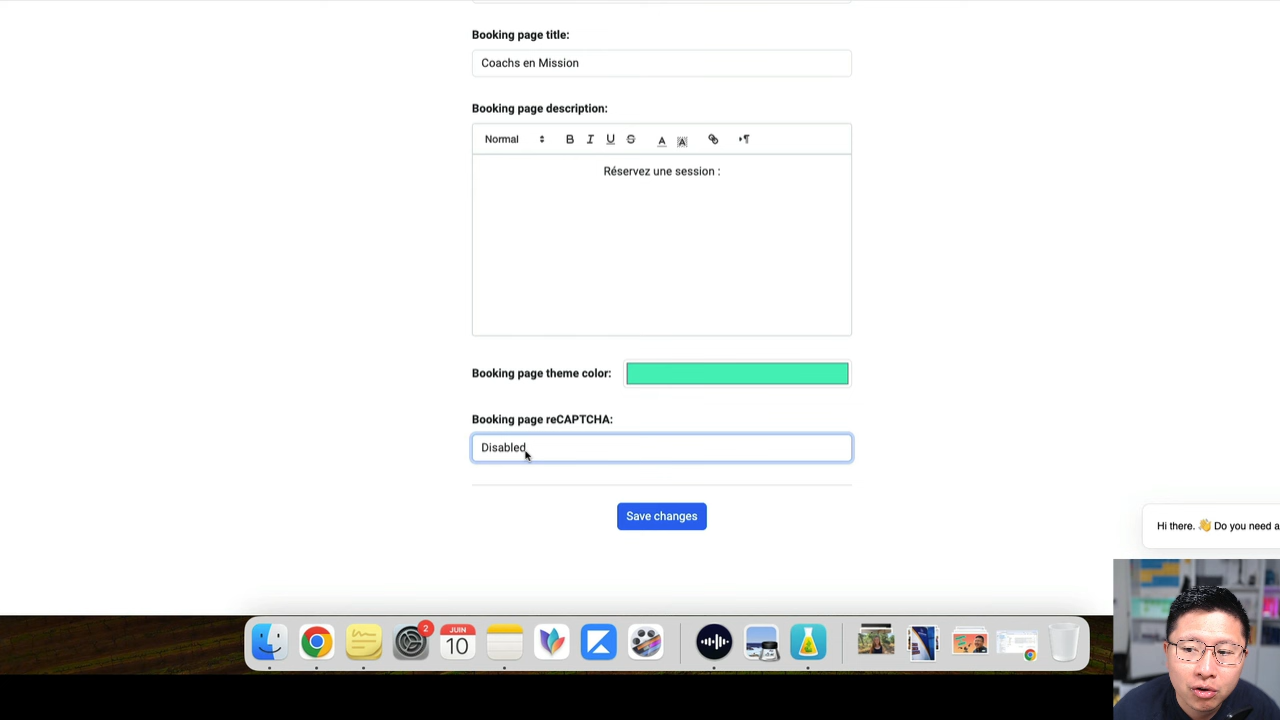 Booking page title:
Coachs en Mission
Booking page description:
Normal B I U S A A ¶
Réservez une session :
Booking page theme color:
Booking page reCAPTCHA:
Disabled
Save changes
Hi there. 👋 Do you need a
2
JUIN
10